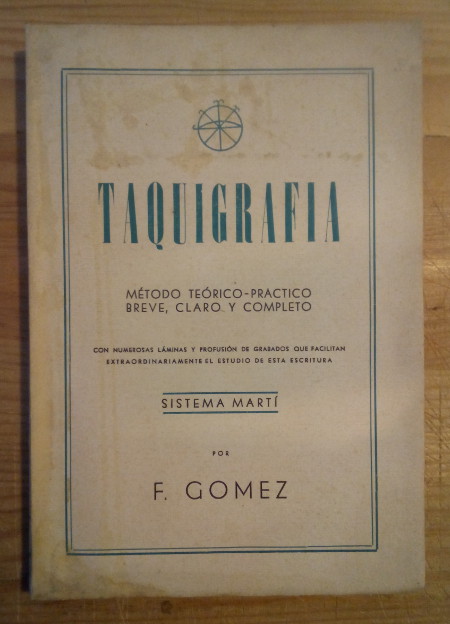 TAQUIGRAFIA
MÉTODO TEÓRICO-PRACTICO
BREVE, CLARO Y COMPLETO
CON NUMEROSAS LÁMINAS Y PROFUSIÓN DE GRABADOS QUE FACILITAN
EXTRAORDINARIAMENTE EL ESTUDIO DE ESTA ESCRITURA
SISTEMA MARTÍ
POR
F. GOMEZ